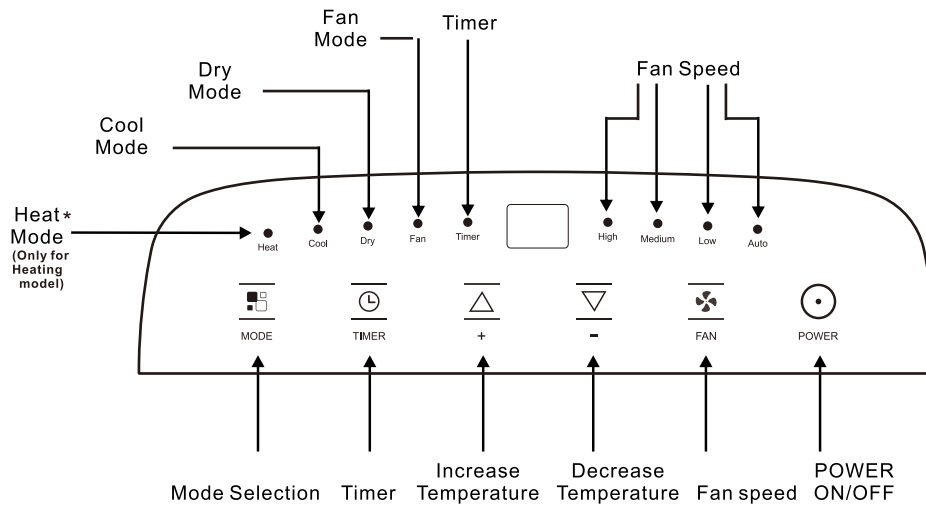 Fan
Mode
Timer
Fan Speed
Dry
Mode
Cool
Mode
Heat*
Mode
(Only for
Heating
model)
Heat
Cool
Dry
Fan
Timer
High
Medium
Low
Auto
MODE
TIMER
+
-
FAN
POWER
Mode Selection
Timer
Increase
Temperature
Decrease
Temperature
Fan speed
POWER
ON/OFF